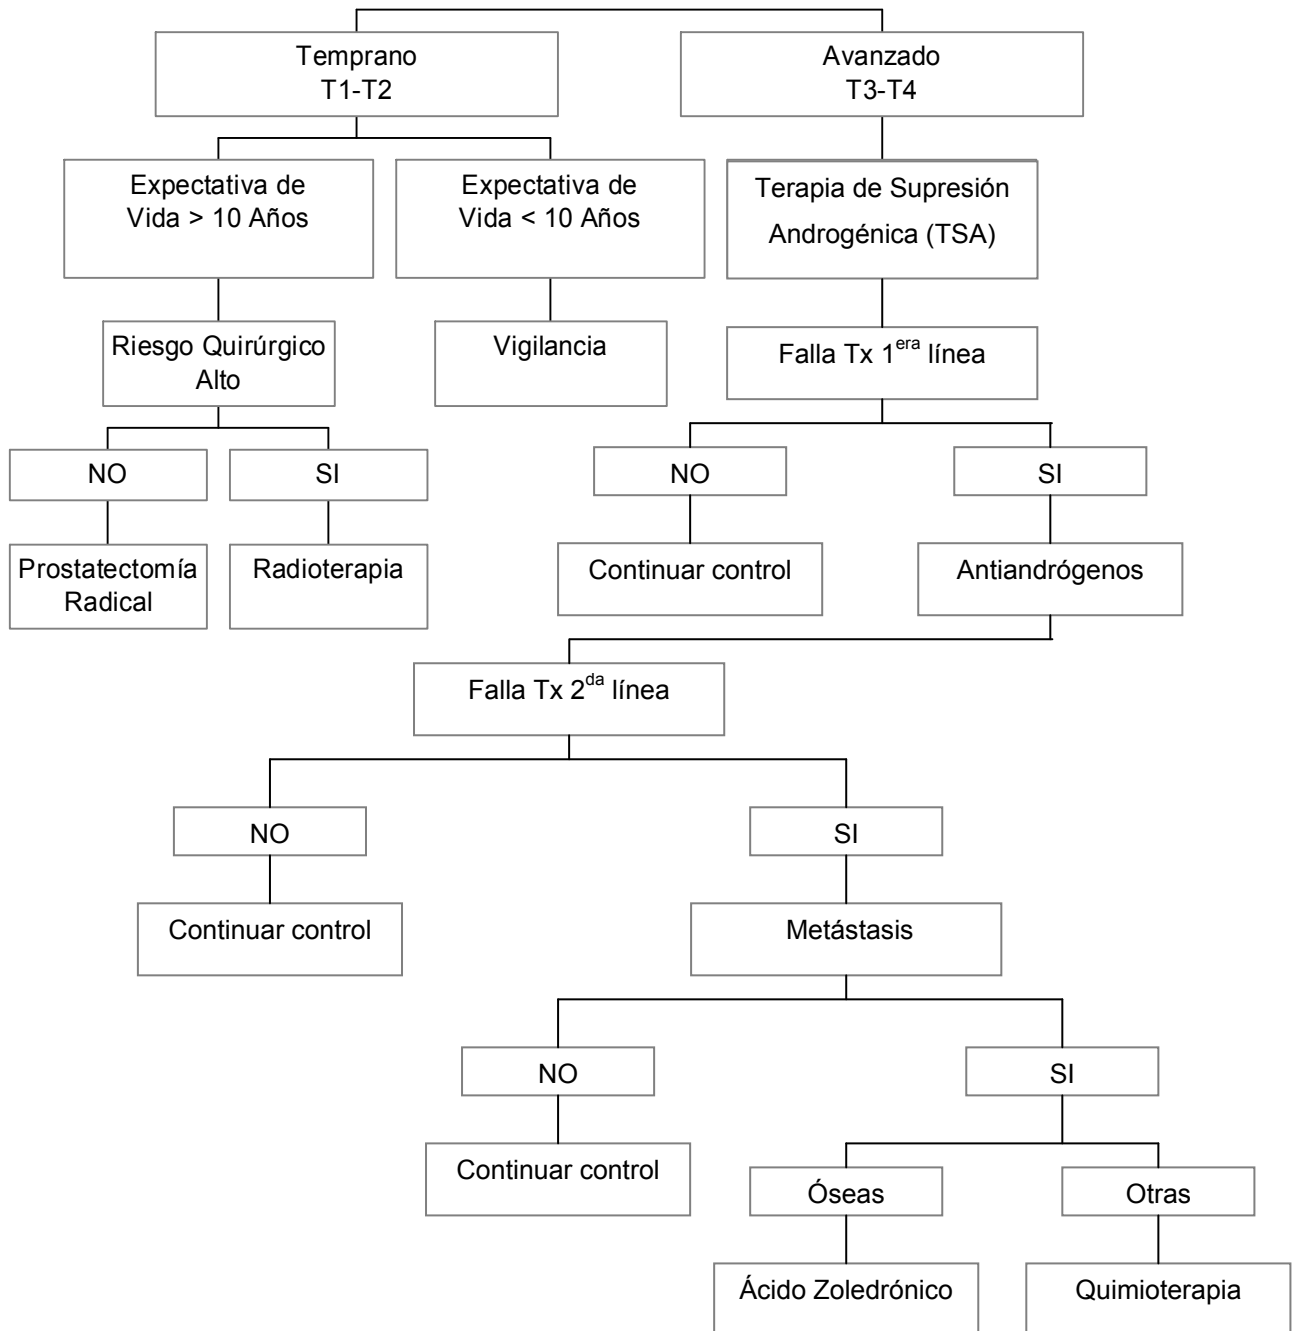 Temprano
T1-T2
Avanzado
T3-T4
Expectativa de
Vida > 10 Años
Expectativa de
Vida < 10 Años
Terapia de Supresión
Androgénica (TSA)
Riesgo Quirúrgico
Alto
Vigilancia
Falla Tx 1era línea
NO
SI
NO
SI
Prostatectomía
Radical
Radioterapia
Continuar control
Antiandrógenos
Falla Tx 2da línea
NO
SI
Continuar control
Metástasis
NO
SI
Continuar control
Óseas
Otras
Ácido Zoledrónico
Quimioterapia